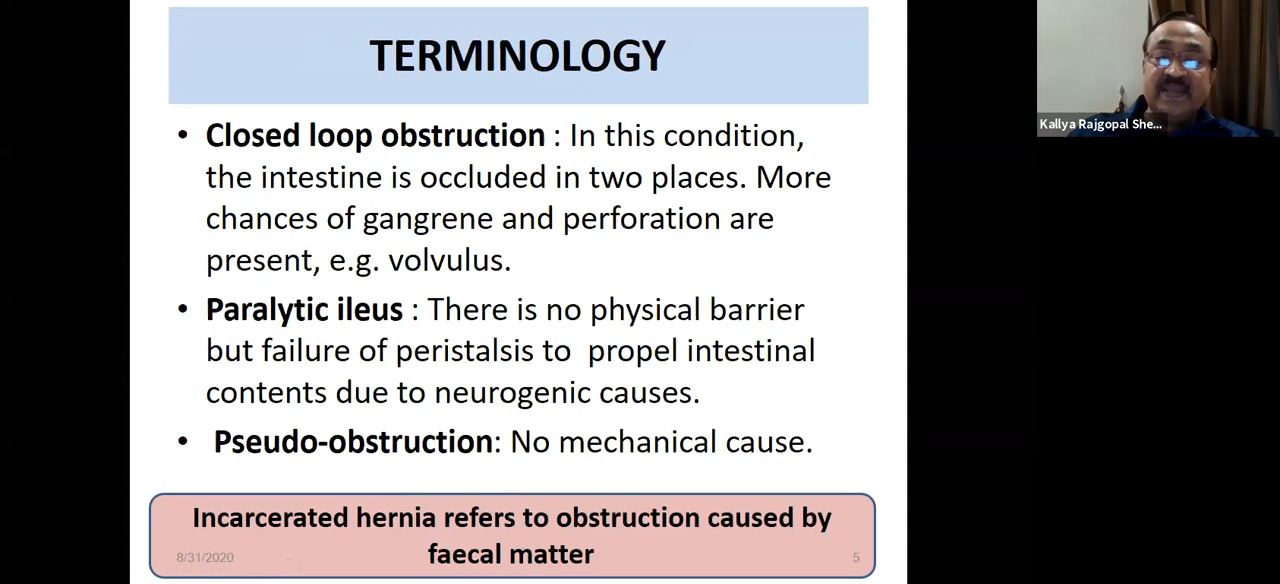 TERMINOLOGY
• Closed loop obstruction : In this condition,
the intestine is occluded in two places. More
chances of gangrene and perforation are
present, e.g. volvulus.
• Paralytic ileus : There is no physical barrier
but failure of peristalsis to propel intestinal
contents due to neurogenic causes.
• Pseudo-obstruction: No mechanical cause.
Incarcerated hernia refers to obstruction caused by
faecal matter
8/31/2020
5
Kallya Rajgopal She...